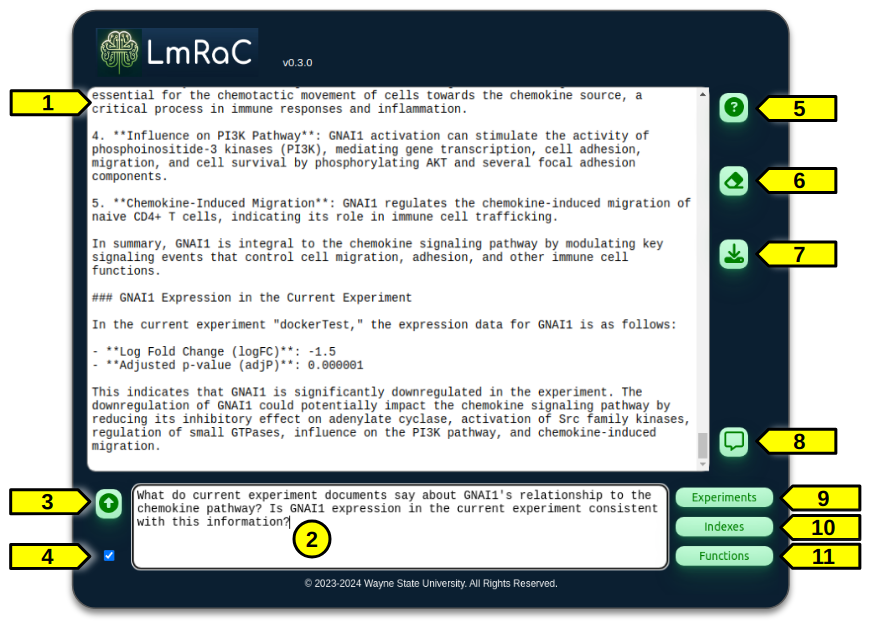 LmRaC
v0.3.0
1
essential for the chemotactic movement of cells towards the chemokine source, a
critical process in immune responses and inflammation.
4. **Influence on PI3K Pathway**: GNAI1 activation can stimulate the activity of
phosphoinositide-3 kinases (PI3K), mediating gene transcription, cell adhesion,
migration, and cell survival by phosphorylating AKT and several focal adhesion
components.
5. **Chemokine-Induced Migration**: GNAI1 regulates the chemokine-induced migration of
naive CD4+ T cells, indicating its role in immune cell trafficking.
In summary, GNAI1 is integral to the chemokine signaling pathway by modulating key
signaling events that control cell migration, adhesion, and other immune cell
functions.
### GNAI1 Expression in the Current Experiment
In the current experiment "dockerTest," the expression data for GNAI1 is as follows:
- **Log Fold Change (logFC)**: -1.5
- **Adjusted p-value (adjP)**: 0.000001
This indicates that GNAI1 is significantly downregulated in the experiment. The
downregulation of GNAI1 could potentially impact the chemokine signaling pathway by
reducing its inhibitory effect on adenylate cyclase, activation of Src family kinases,
regulation of small GTPases, influence on the PI3K pathway, and chemokine-induced
migration.
?
5
6
7
8
3
4
What do current experiment documents say about GNAI1's relationship to the
chemokine pathway? Is GNAI1 expression in the current experiment consistent
with this information?
2
Experiments
9
Indexes
10
Functions
11
© 2023-2024 Wayne State University. All Rights Reserved.